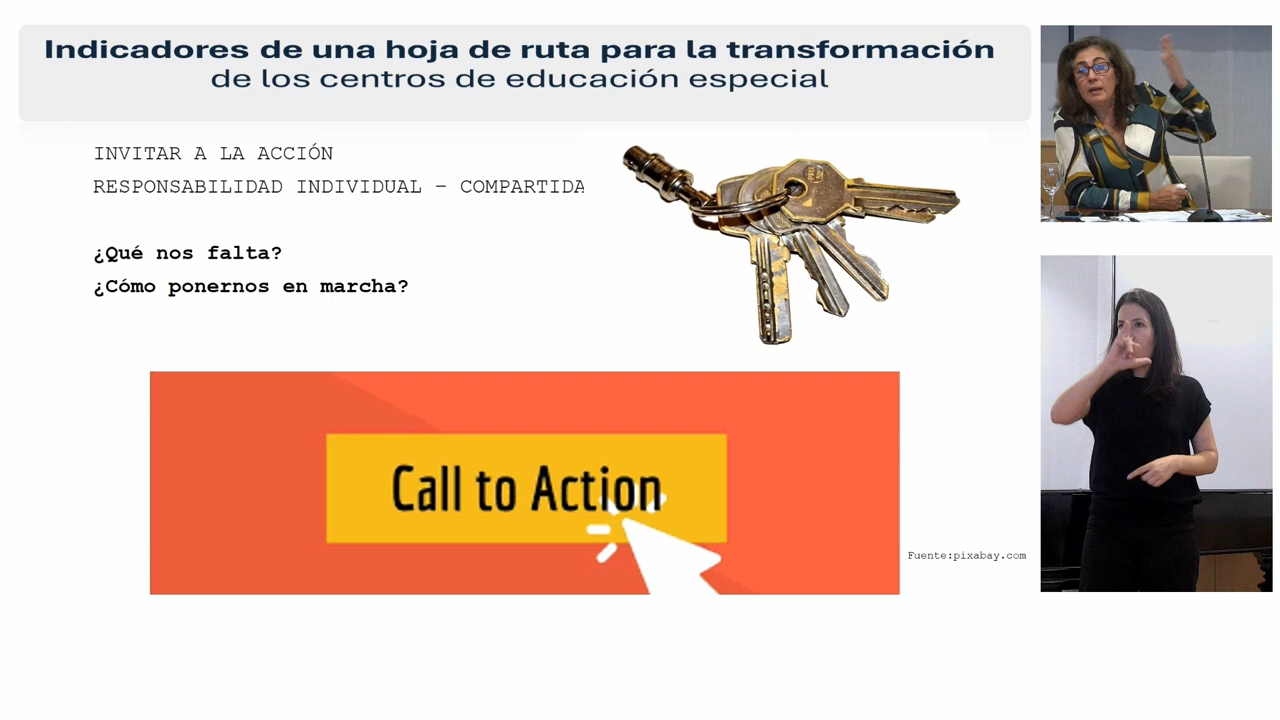 Indicadores de una hoja de ruta para la transformación
de los centros de educación especial
INVITAR A LA ACCIÓN
RESPONSABILIDAD INDIVIDUAL – COMPARTIDA
¿Qué nos falta?
¿Cómo ponernos en marcha?
Call to Action
Fuente:pixabay.com